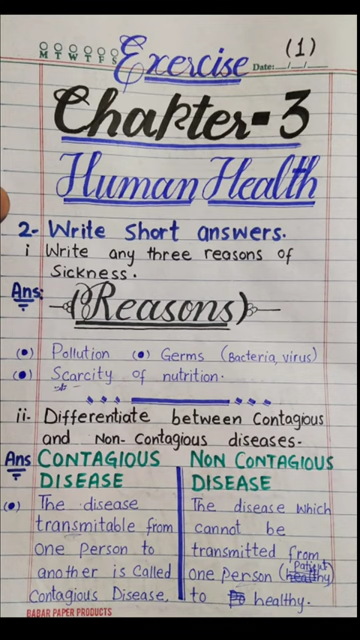 M T W T F S
(1)
Exercise
Date: __/__/__
Chapter-3
Human Health
2- Write short answers.
i Write any three reasons of
Sickness.
Ans:
(Reasons)
(•) Pollution (•) Germs (Bacteria, virus)
(•) Scarcity of nutrition.
ii- Differentiate between Contagious
and Non-Contagious diseases-
Ans CONTAGIOUS DISEASE
(•) The disease
transmitable from
one person to
another is called
Contagious Disease.
NON CONTAGIOUS DISEASE
The disease which
cannot be
transmitted from
one person (patient
to healthy.
BABAR PAPER PRODUCTS